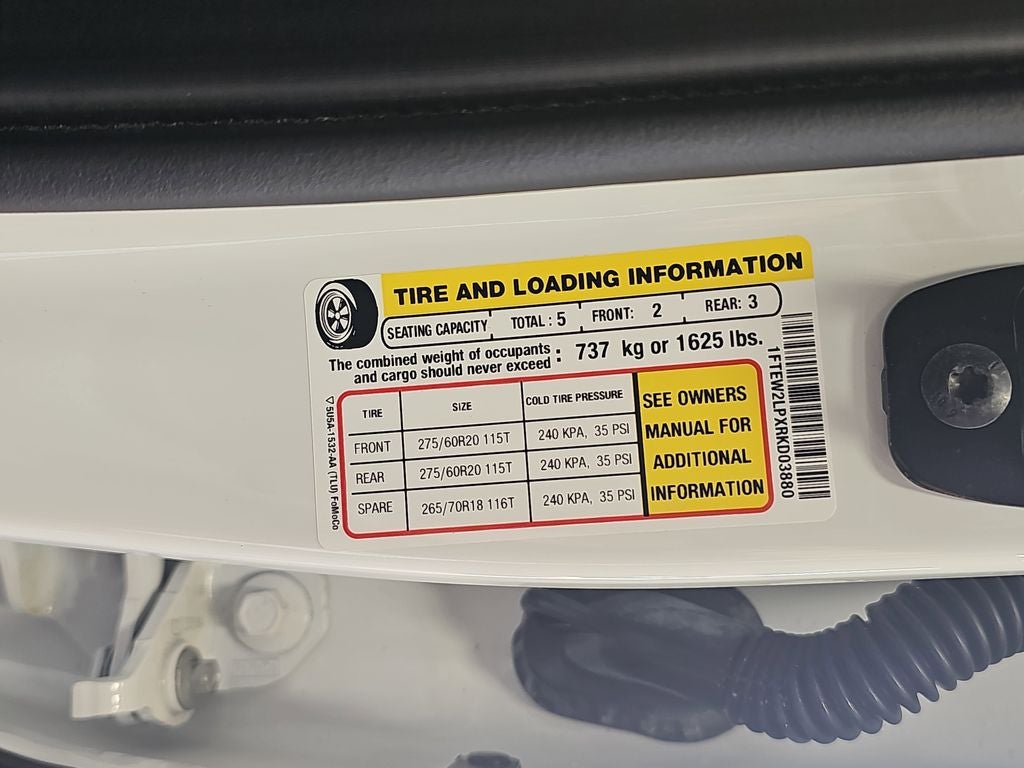 TIRE AND LOADING INFORMATION
SEATING CAPACITY TOTAL : 5 FRONT: 2 REAR: 3
The combined weight of occupants
and cargo should never exceed : 737 kg or 1625 lbs.
TIRE SIZE COLD TIRE PRESSURE
FRONT 275/60R20 115T 240 KPA, 35 PSI
REAR 275/60R20 115T 240 KPA, 35 PSI
SPARE 265/70R18 116T 240 KPA, 35 PSI
SEE OWNERS
MANUAL FOR
ADDITIONAL
INFORMATION
▽ 5U5A-1532-AA (TLU) FoMoCo
1FTEW2LPXRKD03880